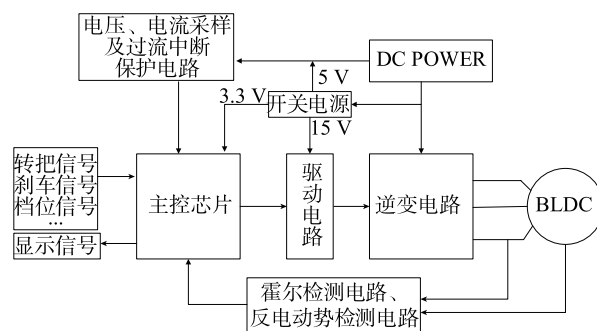 电压、电流采样
及过流中断
保护电路
DC POWER
5 V
3.3 V
开关电源
15 V
转把信号
刹车信号
档位信号
...
显示信号
主控芯片
驱
动
电
路
逆变电路
BLDC
霍尔检测电路、
反电动势检测电路